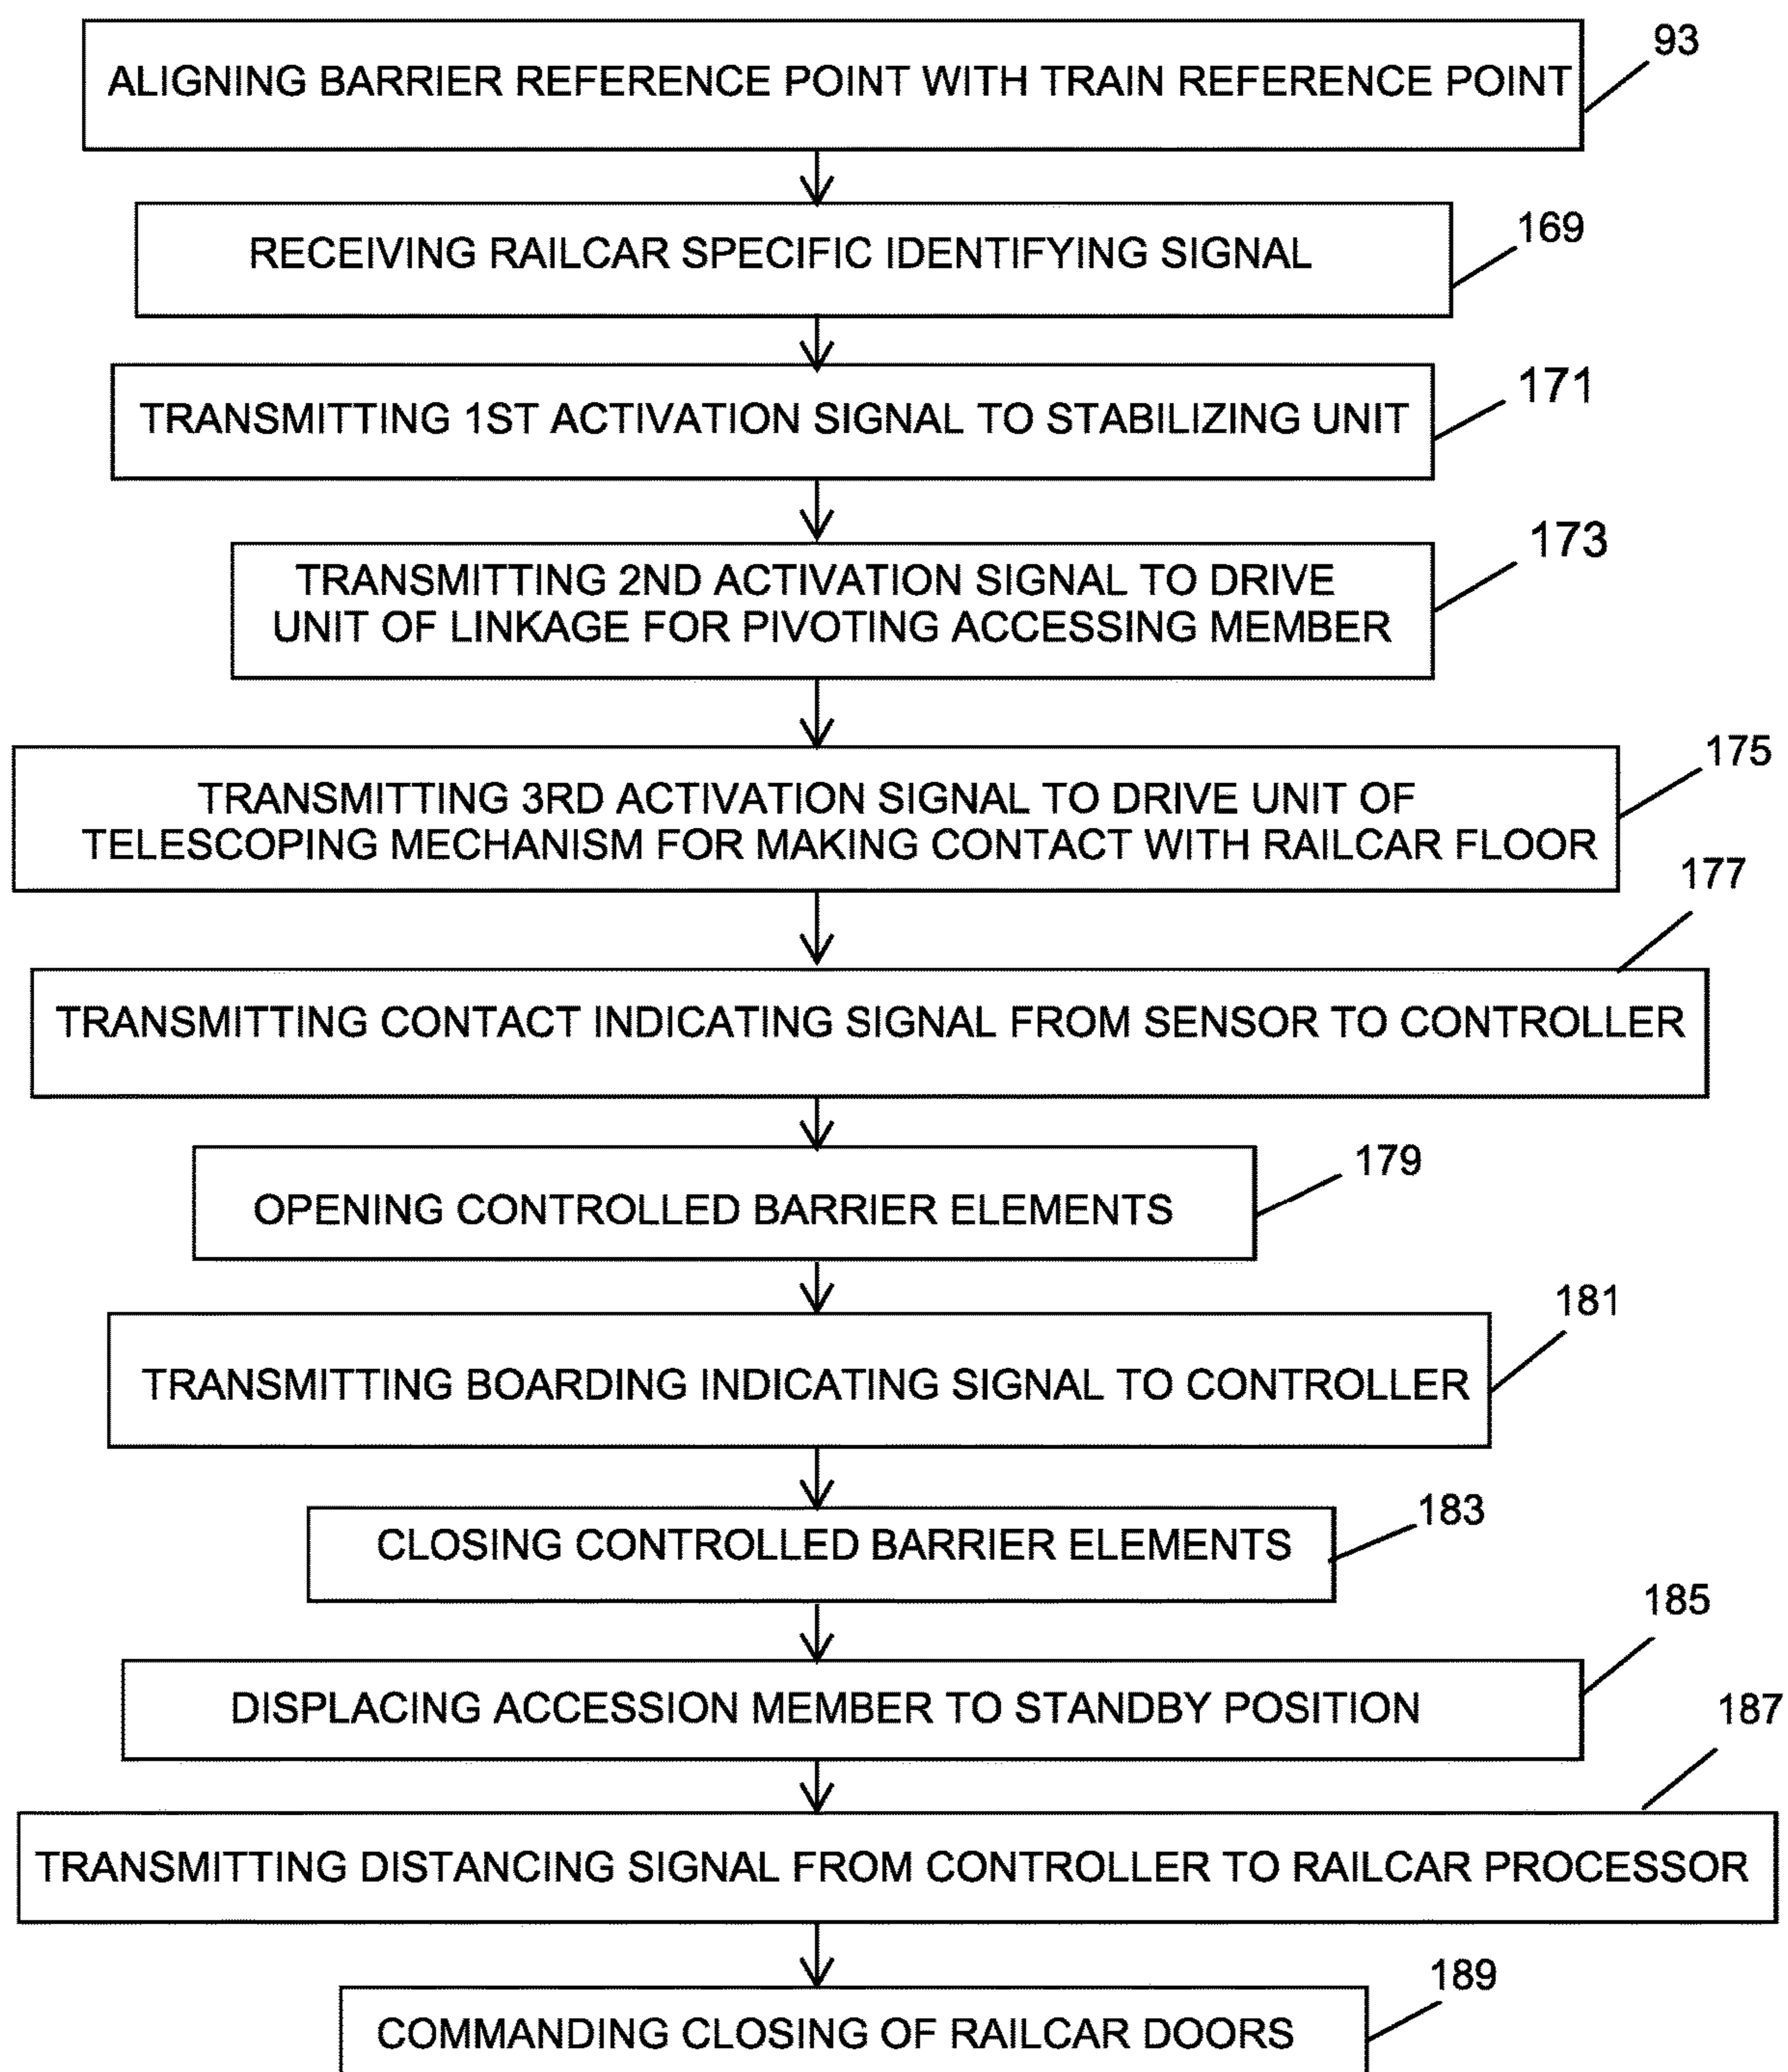 93
ALIGNING BARRIER REFERENCE POINT WITH TRAIN REFERENCE POINT
169
RECEIVING RAILCAR SPECIFIC IDENTIFYING SIGNAL
171
TRANSMITTING 1ST ACTIVATION SIGNAL TO STABILIZING UNIT
173
TRANSMITTING 2ND ACTIVATION SIGNAL TO DRIVE
UNIT OF LINKAGE FOR PIVOTING ACCESSING MEMBER
175
TRANSMITTING 3RD ACTIVATION SIGNAL TO DRIVE UNIT OF
TELESCOPING MECHANISM FOR MAKING CONTACT WITH RAILCAR FLOOR
177
TRANSMITTING CONTACT INDICATING SIGNAL FROM SENSOR TO CONTROLLER
179
OPENING CONTROLLED BARRIER ELEMENTS
181
TRANSMITTING BOARDING INDICATING SIGNAL TO CONTROLLER
183
CLOSING CONTROLLED BARRIER ELEMENTS
185
DISPLACING ACCESSION MEMBER TO STANDBY POSITION
187
TRANSMITTING DISTANCING SIGNAL FROM CONTROLLER TO RAILCAR PROCESSOR
189
COMMANDING CLOSING OF RAILCAR DOORS